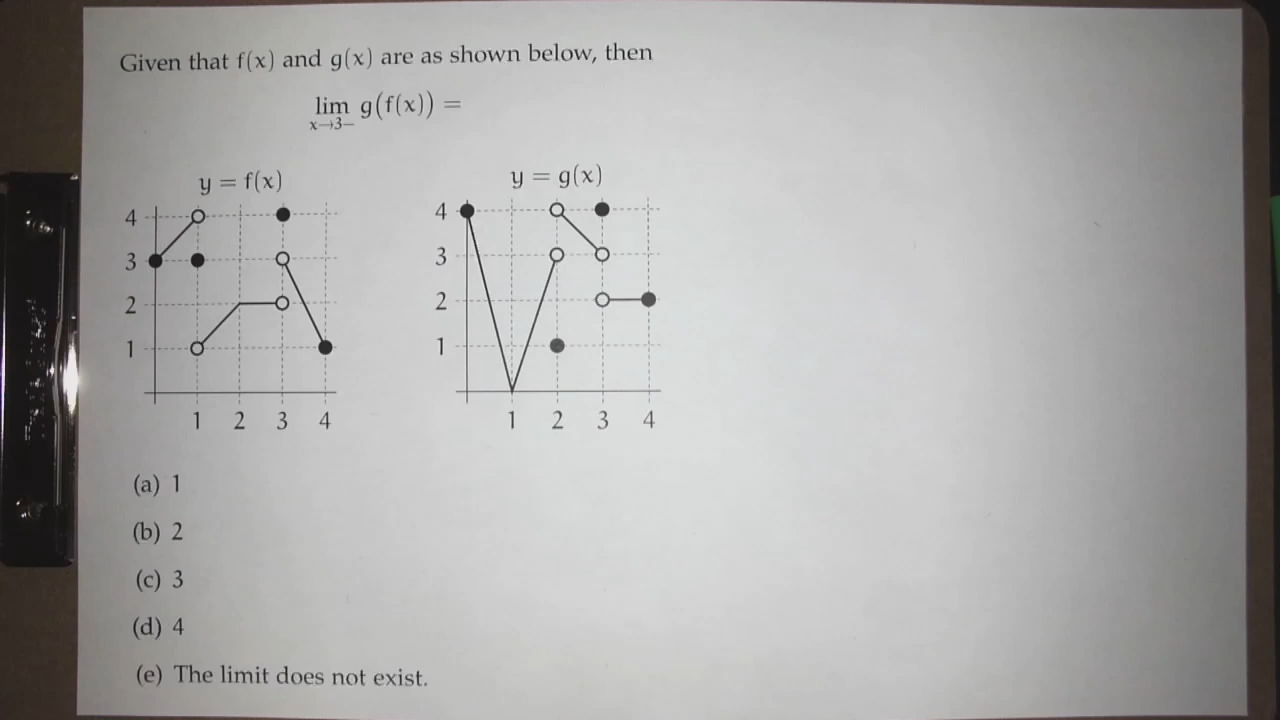 Given that f(x) and g(x) are as shown below, then
lim g(f(x)) =
x→3−
y = f(x)
4
3
2
1
1 2 3 4
y = g(x)
4
3
2
1
1 2 3 4
(a) 1
(b) 2
(c) 3
(d) 4
(e) The limit does not exist.